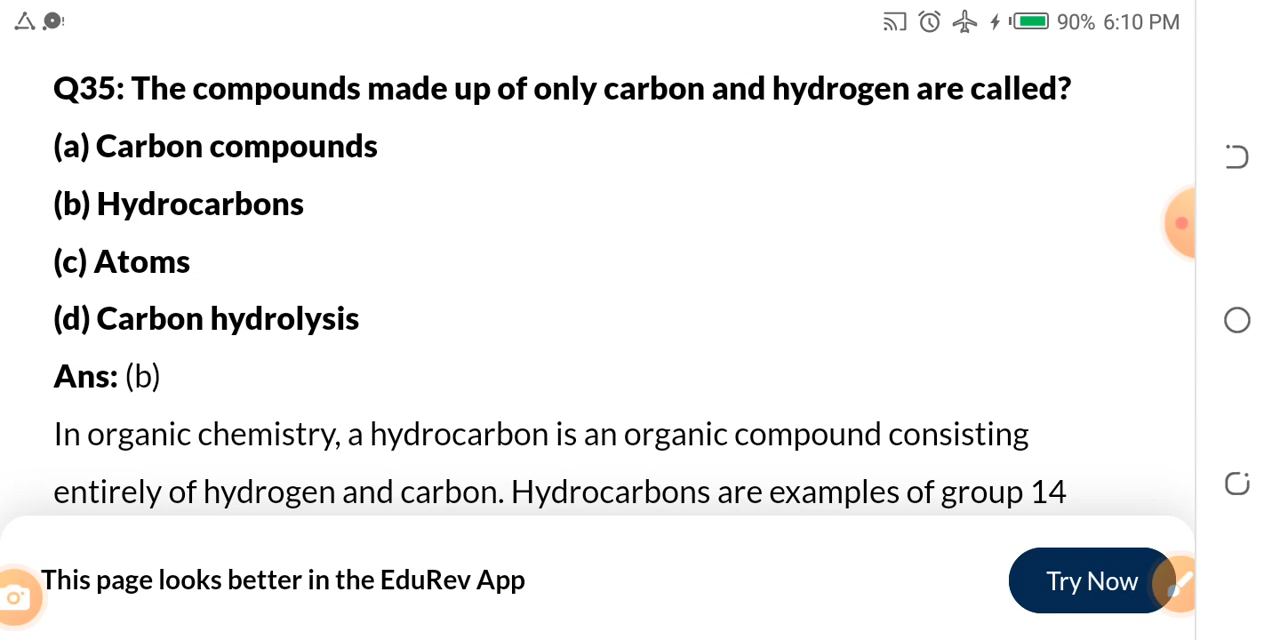 90% 6:10 PM
Q35: The compounds made up of only carbon and hydrogen are called?
(a) Carbon compounds
(b) Hydrocarbons
(c) Atoms
(d) Carbon hydrolysis
Ans: (b)
In organic chemistry, a hydrocarbon is an organic compound consisting
entirely of hydrogen and carbon. Hydrocarbons are examples of group 14
This page looks better in the EduRev App
Try Now